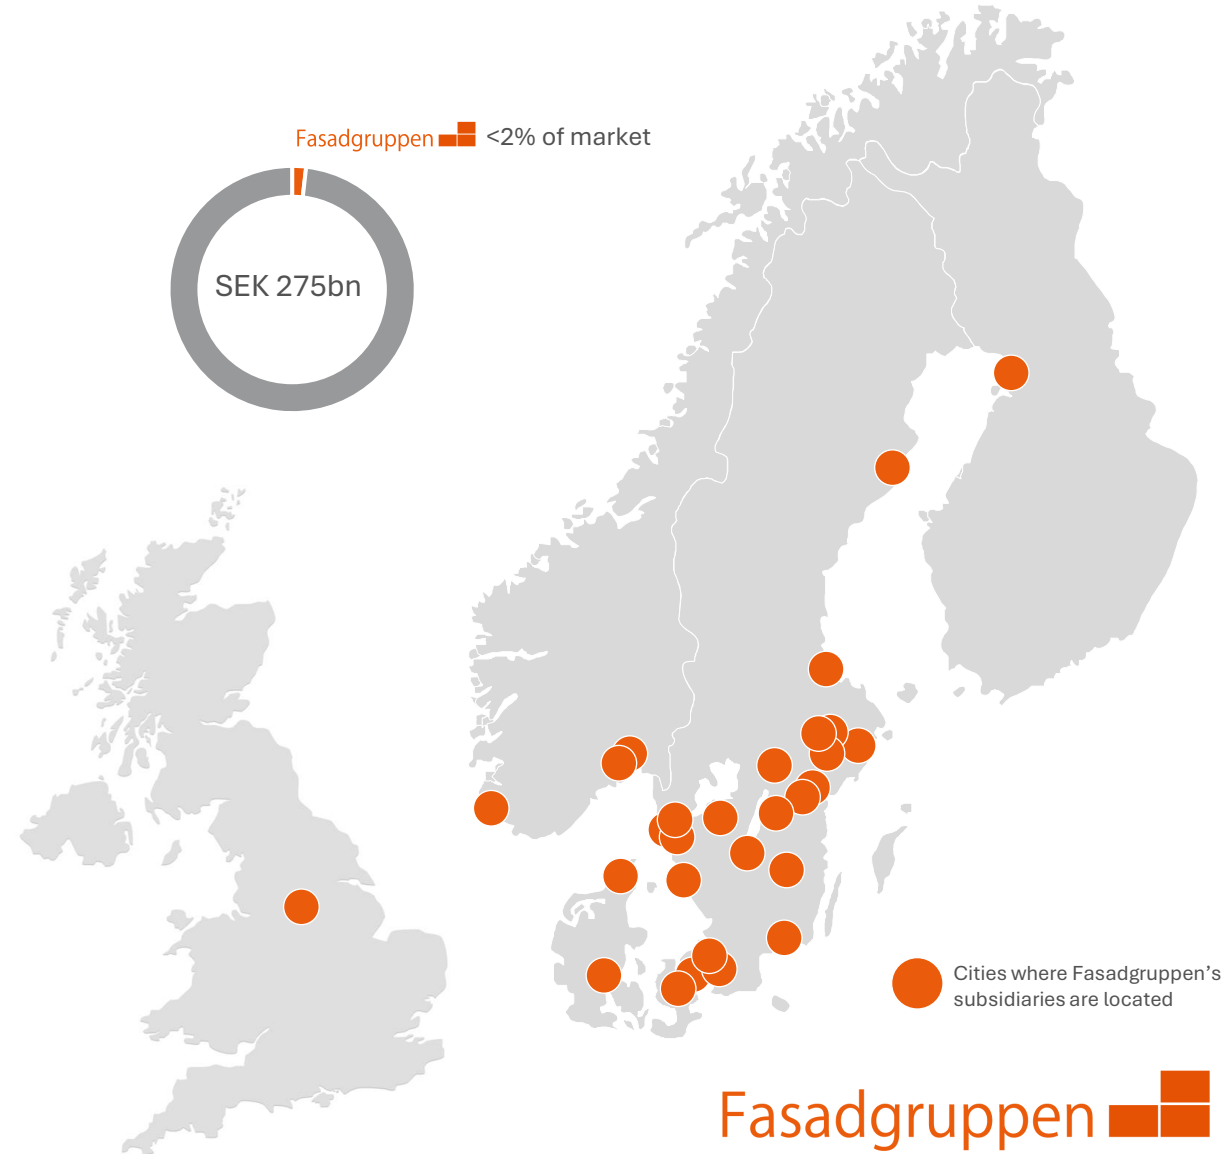 Fasadgruppen <2% of market
SEK 275bn
Cities where Fasadgruppen’s
subsidiaries are located
Fasadgruppen